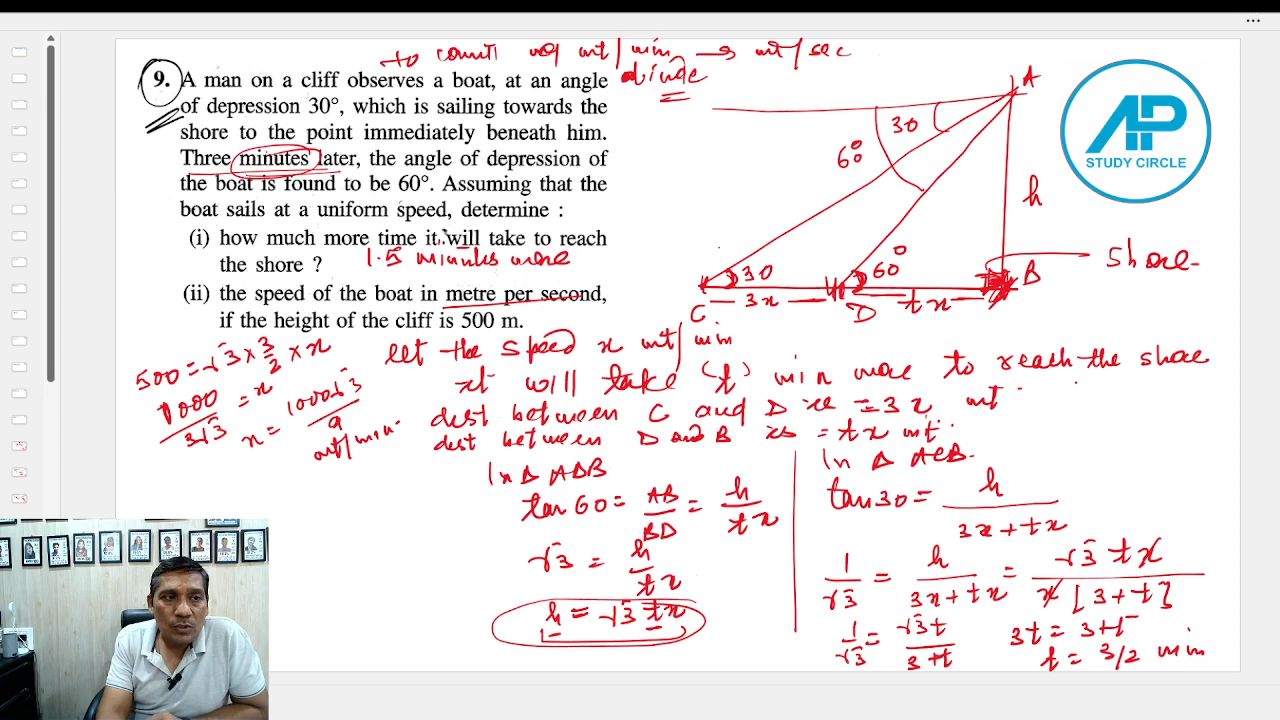 to convert mt/min → mt/sec
divide
9. A man on a cliff observes a boat, at an angle
of depression 30°, which is sailing towards the
shore to the point immediately beneath him.
Three minutes later, the angle of depression of
the boat is found to be 60°. Assuming that the
boat sails at a uniform speed, determine :
(i) how much more time it will take to reach
the shore ?
1.5 minutes more
(ii) the speed of the boat in metre per second,
if the height of the cliff is 500 m.
A
30
60°
h
30
60°
B
Shore
C
3x
D
tx
AP
STUDY CIRCLE
500 = √3 × 3/2 × x
1000/3√3 = x
x = 1000√3/9
mt/min
let the speed x mt/min
it will take 't' min more to reach the shore
dist between C and D is = 3x mt
dist between D and B is = tx mt
In Δ ADB
tan 60 = AB/BD = h/tx
√3 = h/tx
h = √3 tx
In Δ ACB
tan 30 = h/3x+tx
1/√3 = h/3x+tx = √3 tx/x[3+t]
1/√3 = √3t/3+t
3t = 3+t
t = 3/2 min